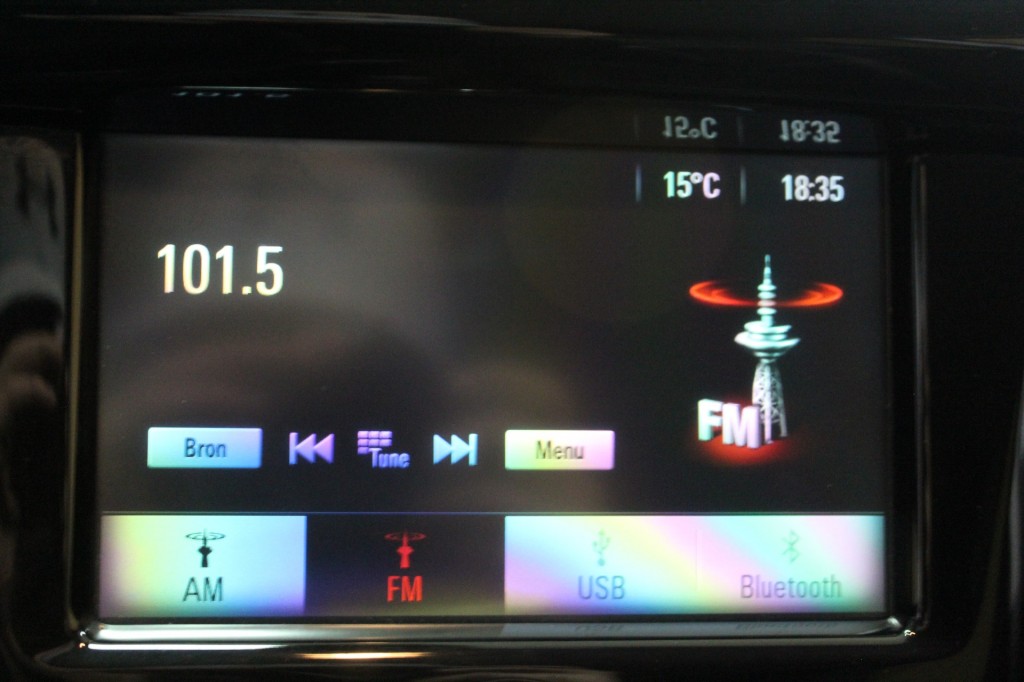 15°C 18:35
101.5
FM
Bron Tune Menu
AM FM USB Bluetooth